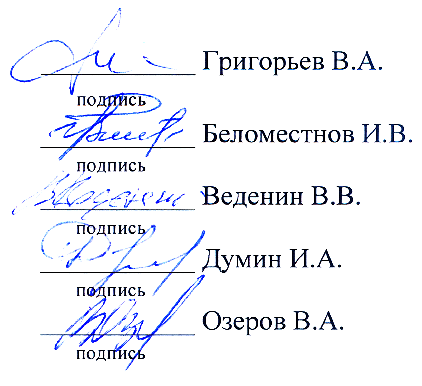 Григорьев В.А.
подпись
Беломестнов И.В.
подпись
Веденин В.В.
подпись
Думин И.А.
подпись
Озеров В.А.
подпись